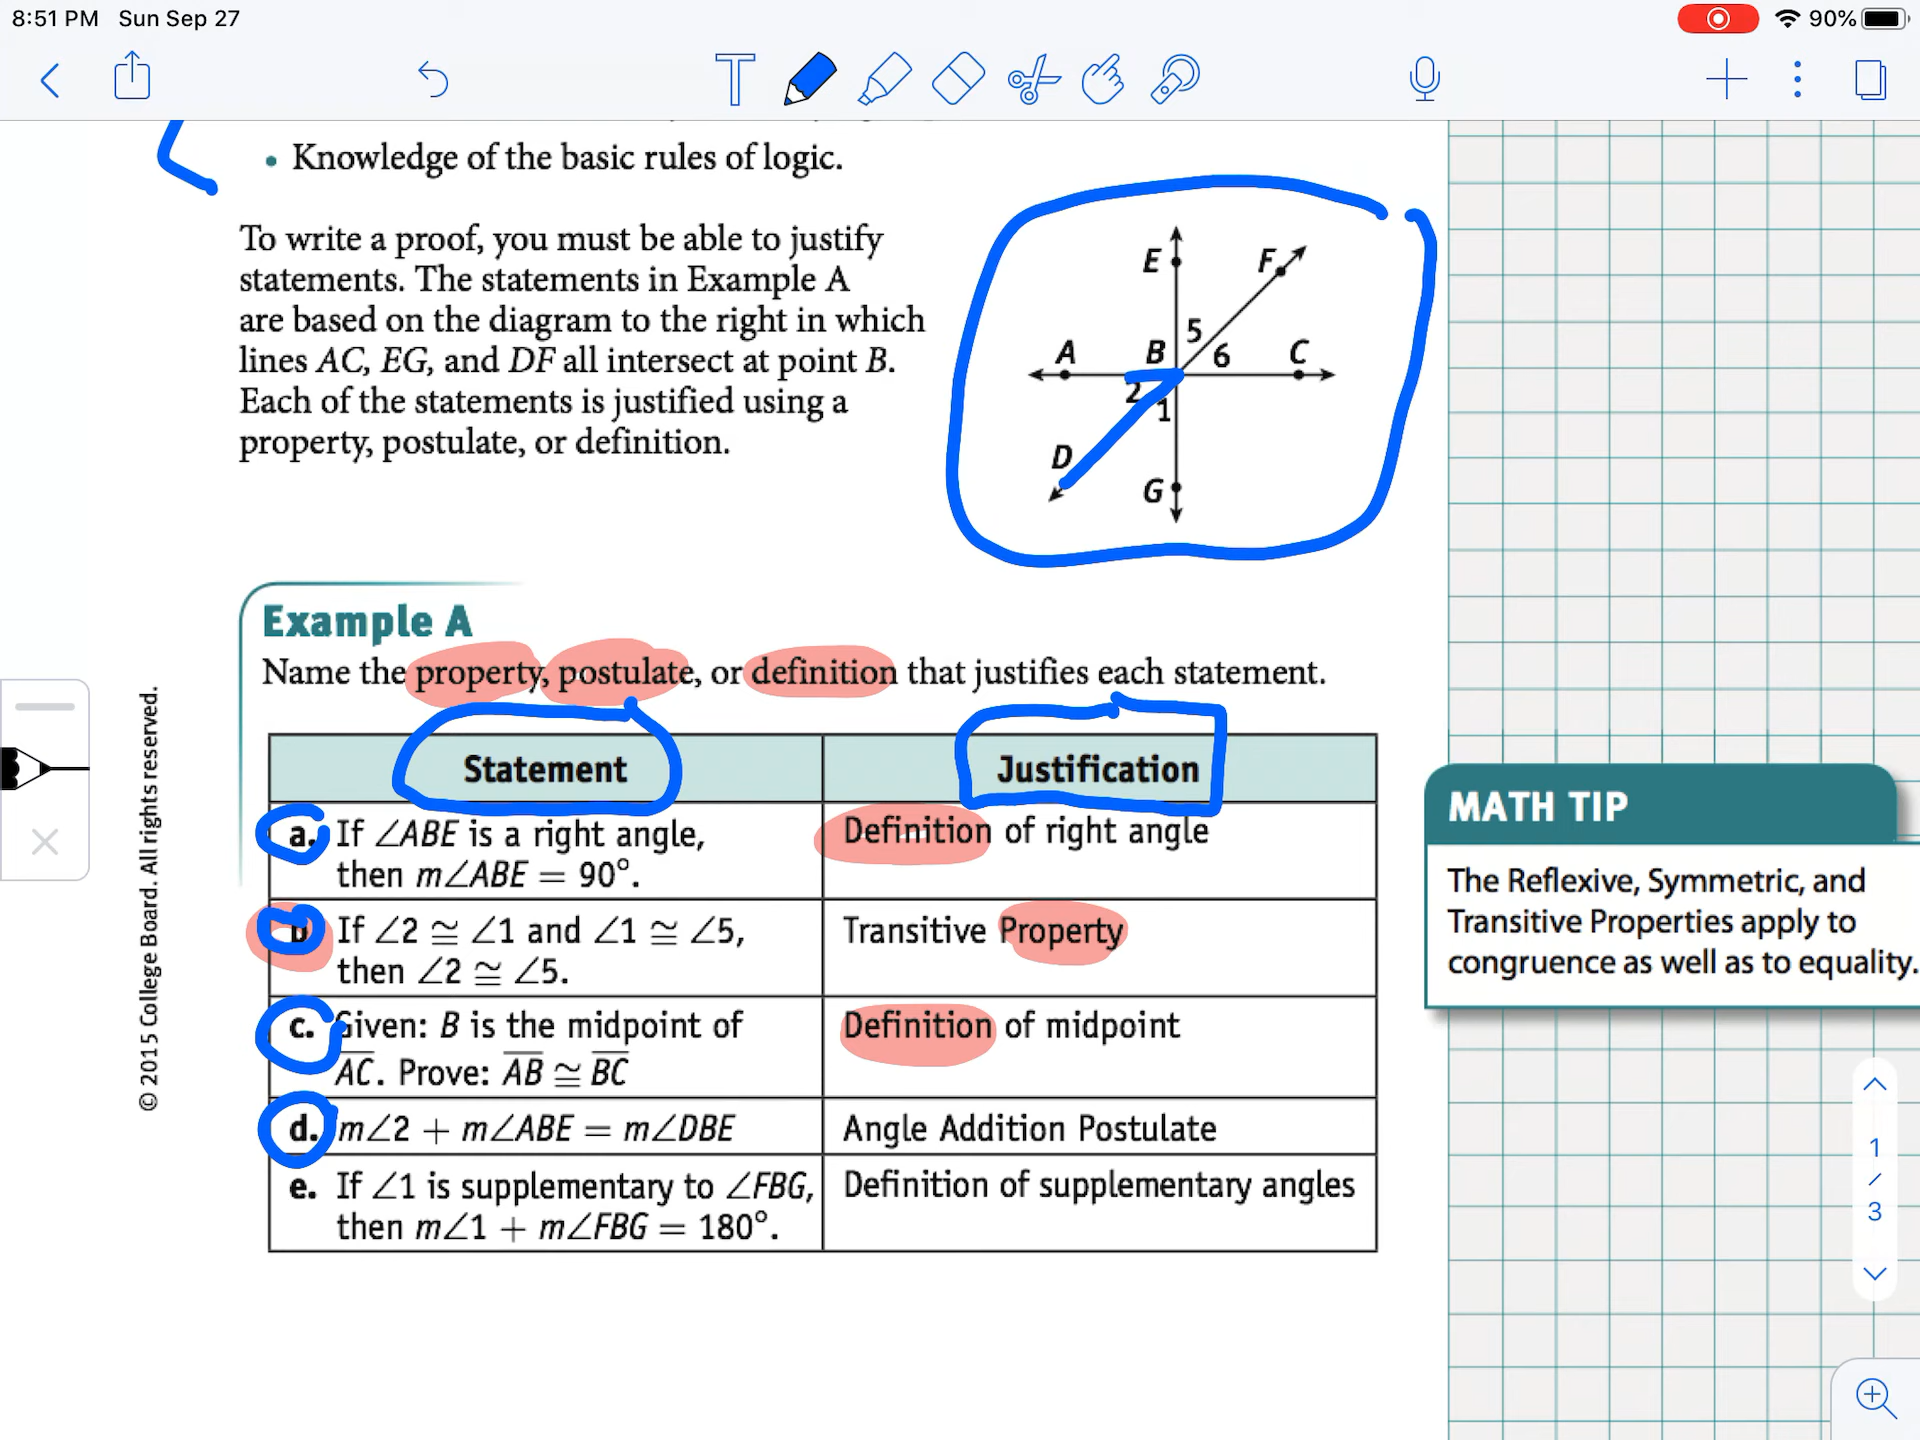 8:51 PM Sun Sep 27
90%
T
• Knowledge of the basic rules of logic.
To write a proof, you must be able to justify
statements. The statements in Example A
are based on the diagram to the right in which
lines AC, EG, and DF all intersect at point B.
Each of the statements is justified using a
property, postulate, or definition.
E F
5
A B 6 C
2
1
D
G
Example A
Name the property, postulate, or definition that justifies each statement.
Statement Justification
a. If ∠ABE is a right angle, Definition of right angle
then m∠ABE = 90°.
b If ∠2 ≅ ∠1 and ∠1 ≅ ∠5, Transitive Property
then ∠2 ≅ ∠5.
c. Given: B is the midpoint of Definition of midpoint
A̅C̅. Prove: A̅B̅ ≅ B̅C̅
d. m∠2 + m∠ABE = m∠DBE Angle Addition Postulate
e. If ∠1 is supplementary to ∠FBG, Definition of supplementary angles
then m∠1 + m∠FBG = 180°.
© 2015 College Board. All rights reserved.
MATH TIP
The Reflexive, Symmetric, and
Transitive Properties apply to
congruence as well as to equality.
1
/
3